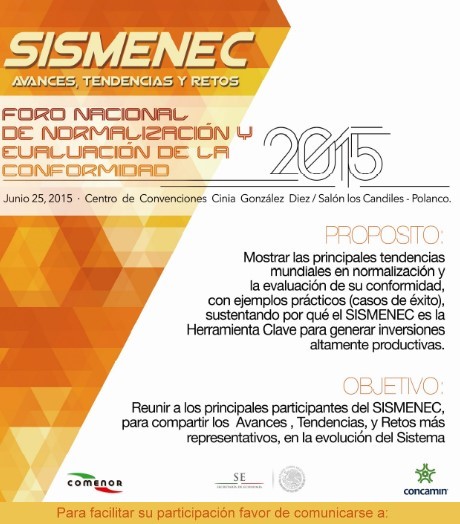 SISMENEC
AVANCES, TENDENCIAS Y RETOS
FORO NACIONAL
DE NORMALIZACIÓN Y
EVALUACIÓN DE LA
CONFORMIDAD
2015
Junio 25, 2015 · Centro de Convenciones Cinia González Diez / Salón los Candiles - Polanco.
PROPOSITO:
Mostrar las principales tendencias
mundiales en normalización y
la evaluación de su conformidad,
con ejemplos prácticos (casos de éxito),
sustentando por qué el SISMENEC es la
Herramienta Clave para generar inversiones
altamente productivas.
OBJETIVO:
Reunir a los principales participantes del SISMENEC,
para compartir los Avances , Tendencias, y Retos más
representativos, en la evolución del Sistema
COMENOR
SE
SECRETARÍA DE ECONOMÍA
concamin
Para facilitar su participación favor de comunicarse a: